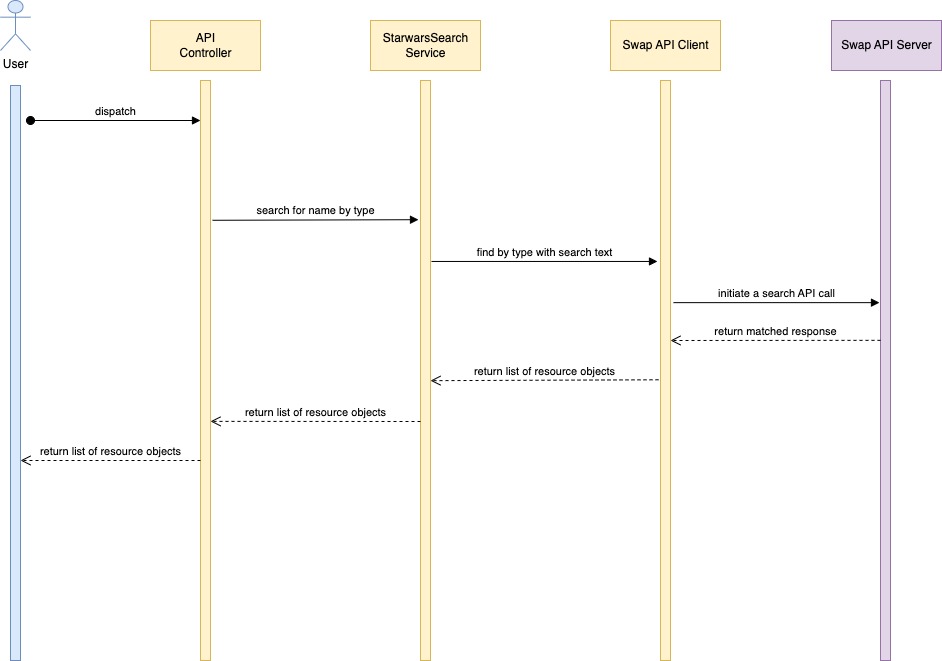 User
API
Controller
StarwarsSearch
Service
Swap API Client
Swap API Server
dispatch
search for name by type
find by type with search text
initiate a search API call
return matched response
return list of resource objects
return list of resource objects
return list of resource objects